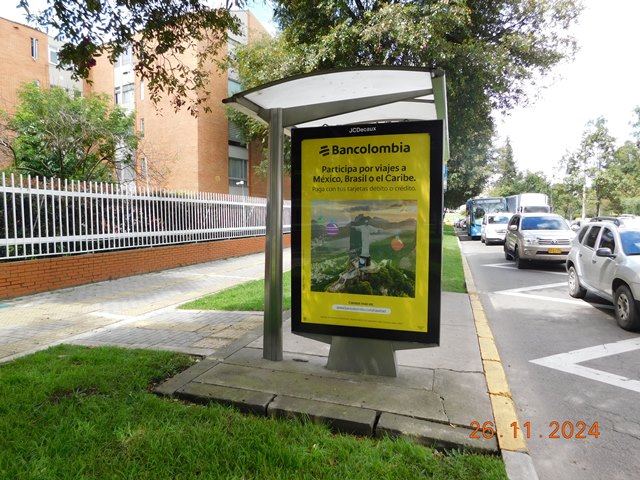 JCDecaux
Bancolombia
Participa por viajes a
México, Brasil o el Caribe.
Paga con tus tarjetas débito o crédito.
26.11.2024